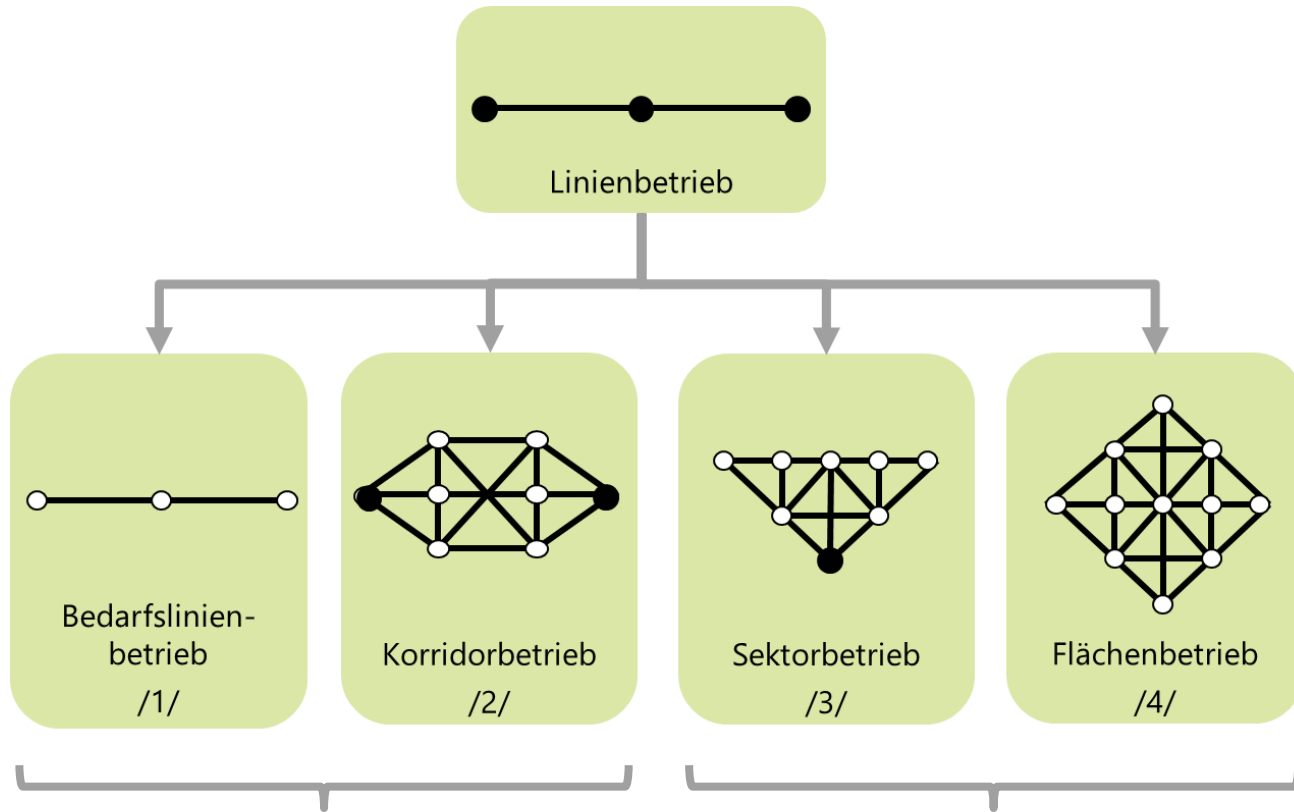 Linienbetrieb
Bedarfslinien-
betrieb
/1/
Korridorbetrieb
/2/
Sektorbetrieb
/3/
Flächenbetrieb
/4/